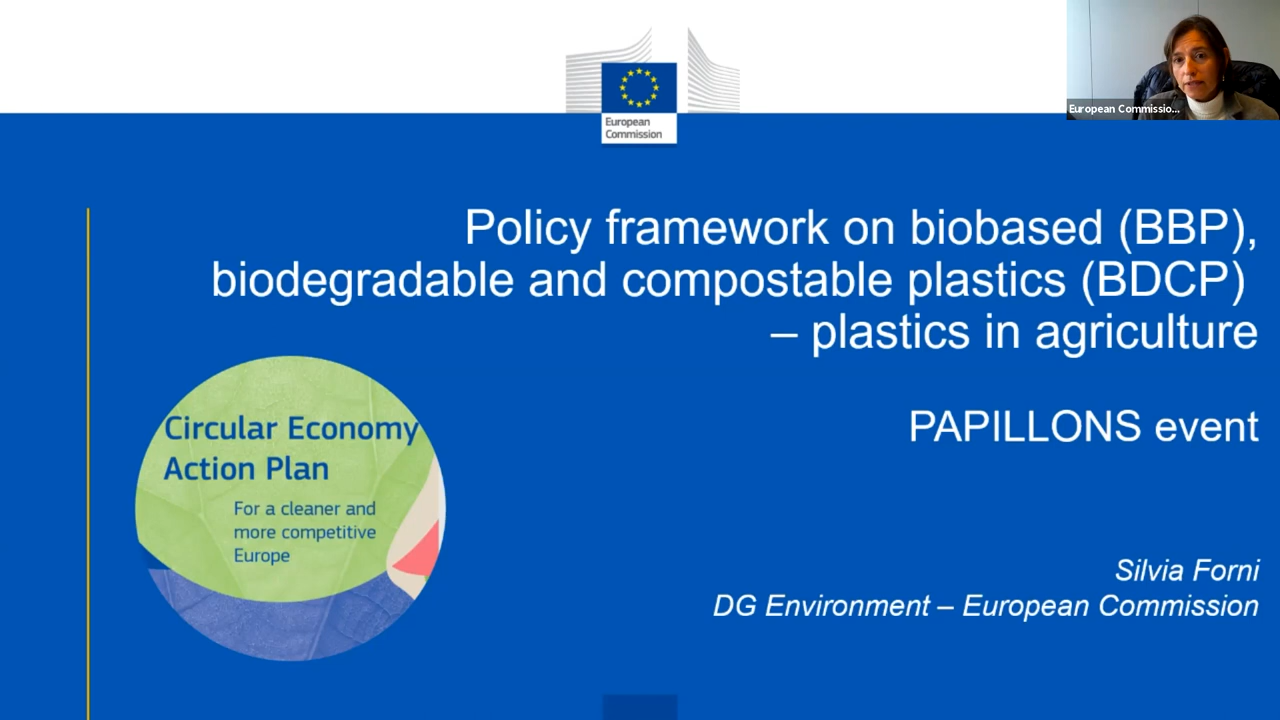 European
Commission
European Commissio...
Policy framework on biobased (BBP),
biodegradable and compostable plastics (BDCP)
– plastics in agriculture
PAPILLONS event
Circular Economy
Action Plan
For a cleaner and
more competitive
Europe
Silvia Forni
DG Environment – European Commission